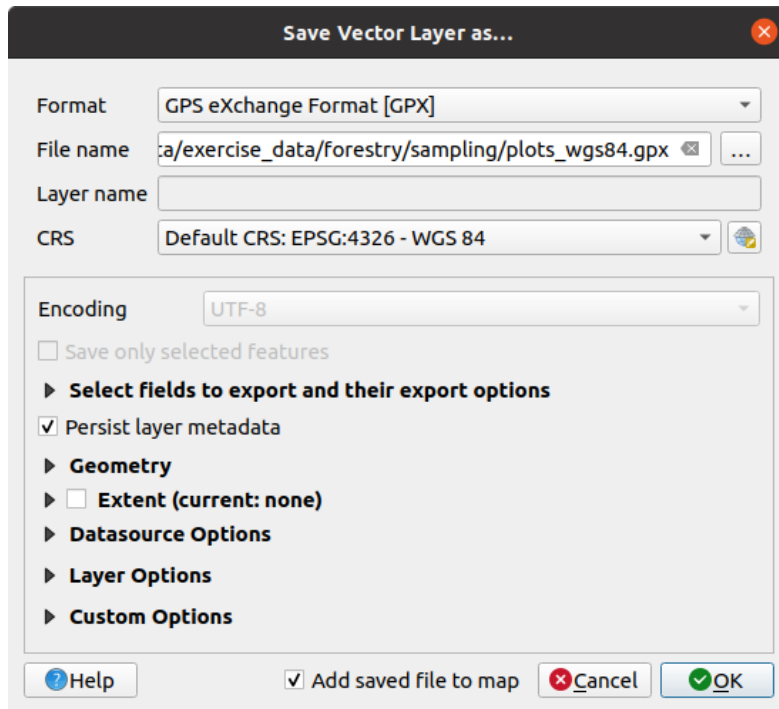 Save Vector Layer as...
Format GPS eXchange Format [GPX]
File name ta/exercise_data/forestry/sampling/plots_wgs84.gpx ...
Layer name
CRS Default CRS: EPSG:4326 - WGS 84
Encoding UTF-8
Save only selected features
Select fields to export and their export options
Persist layer metadata
Geometry
Extent (current: none)
Datasource Options
Layer Options
Custom Options
Help Add saved file to map Cancel OK